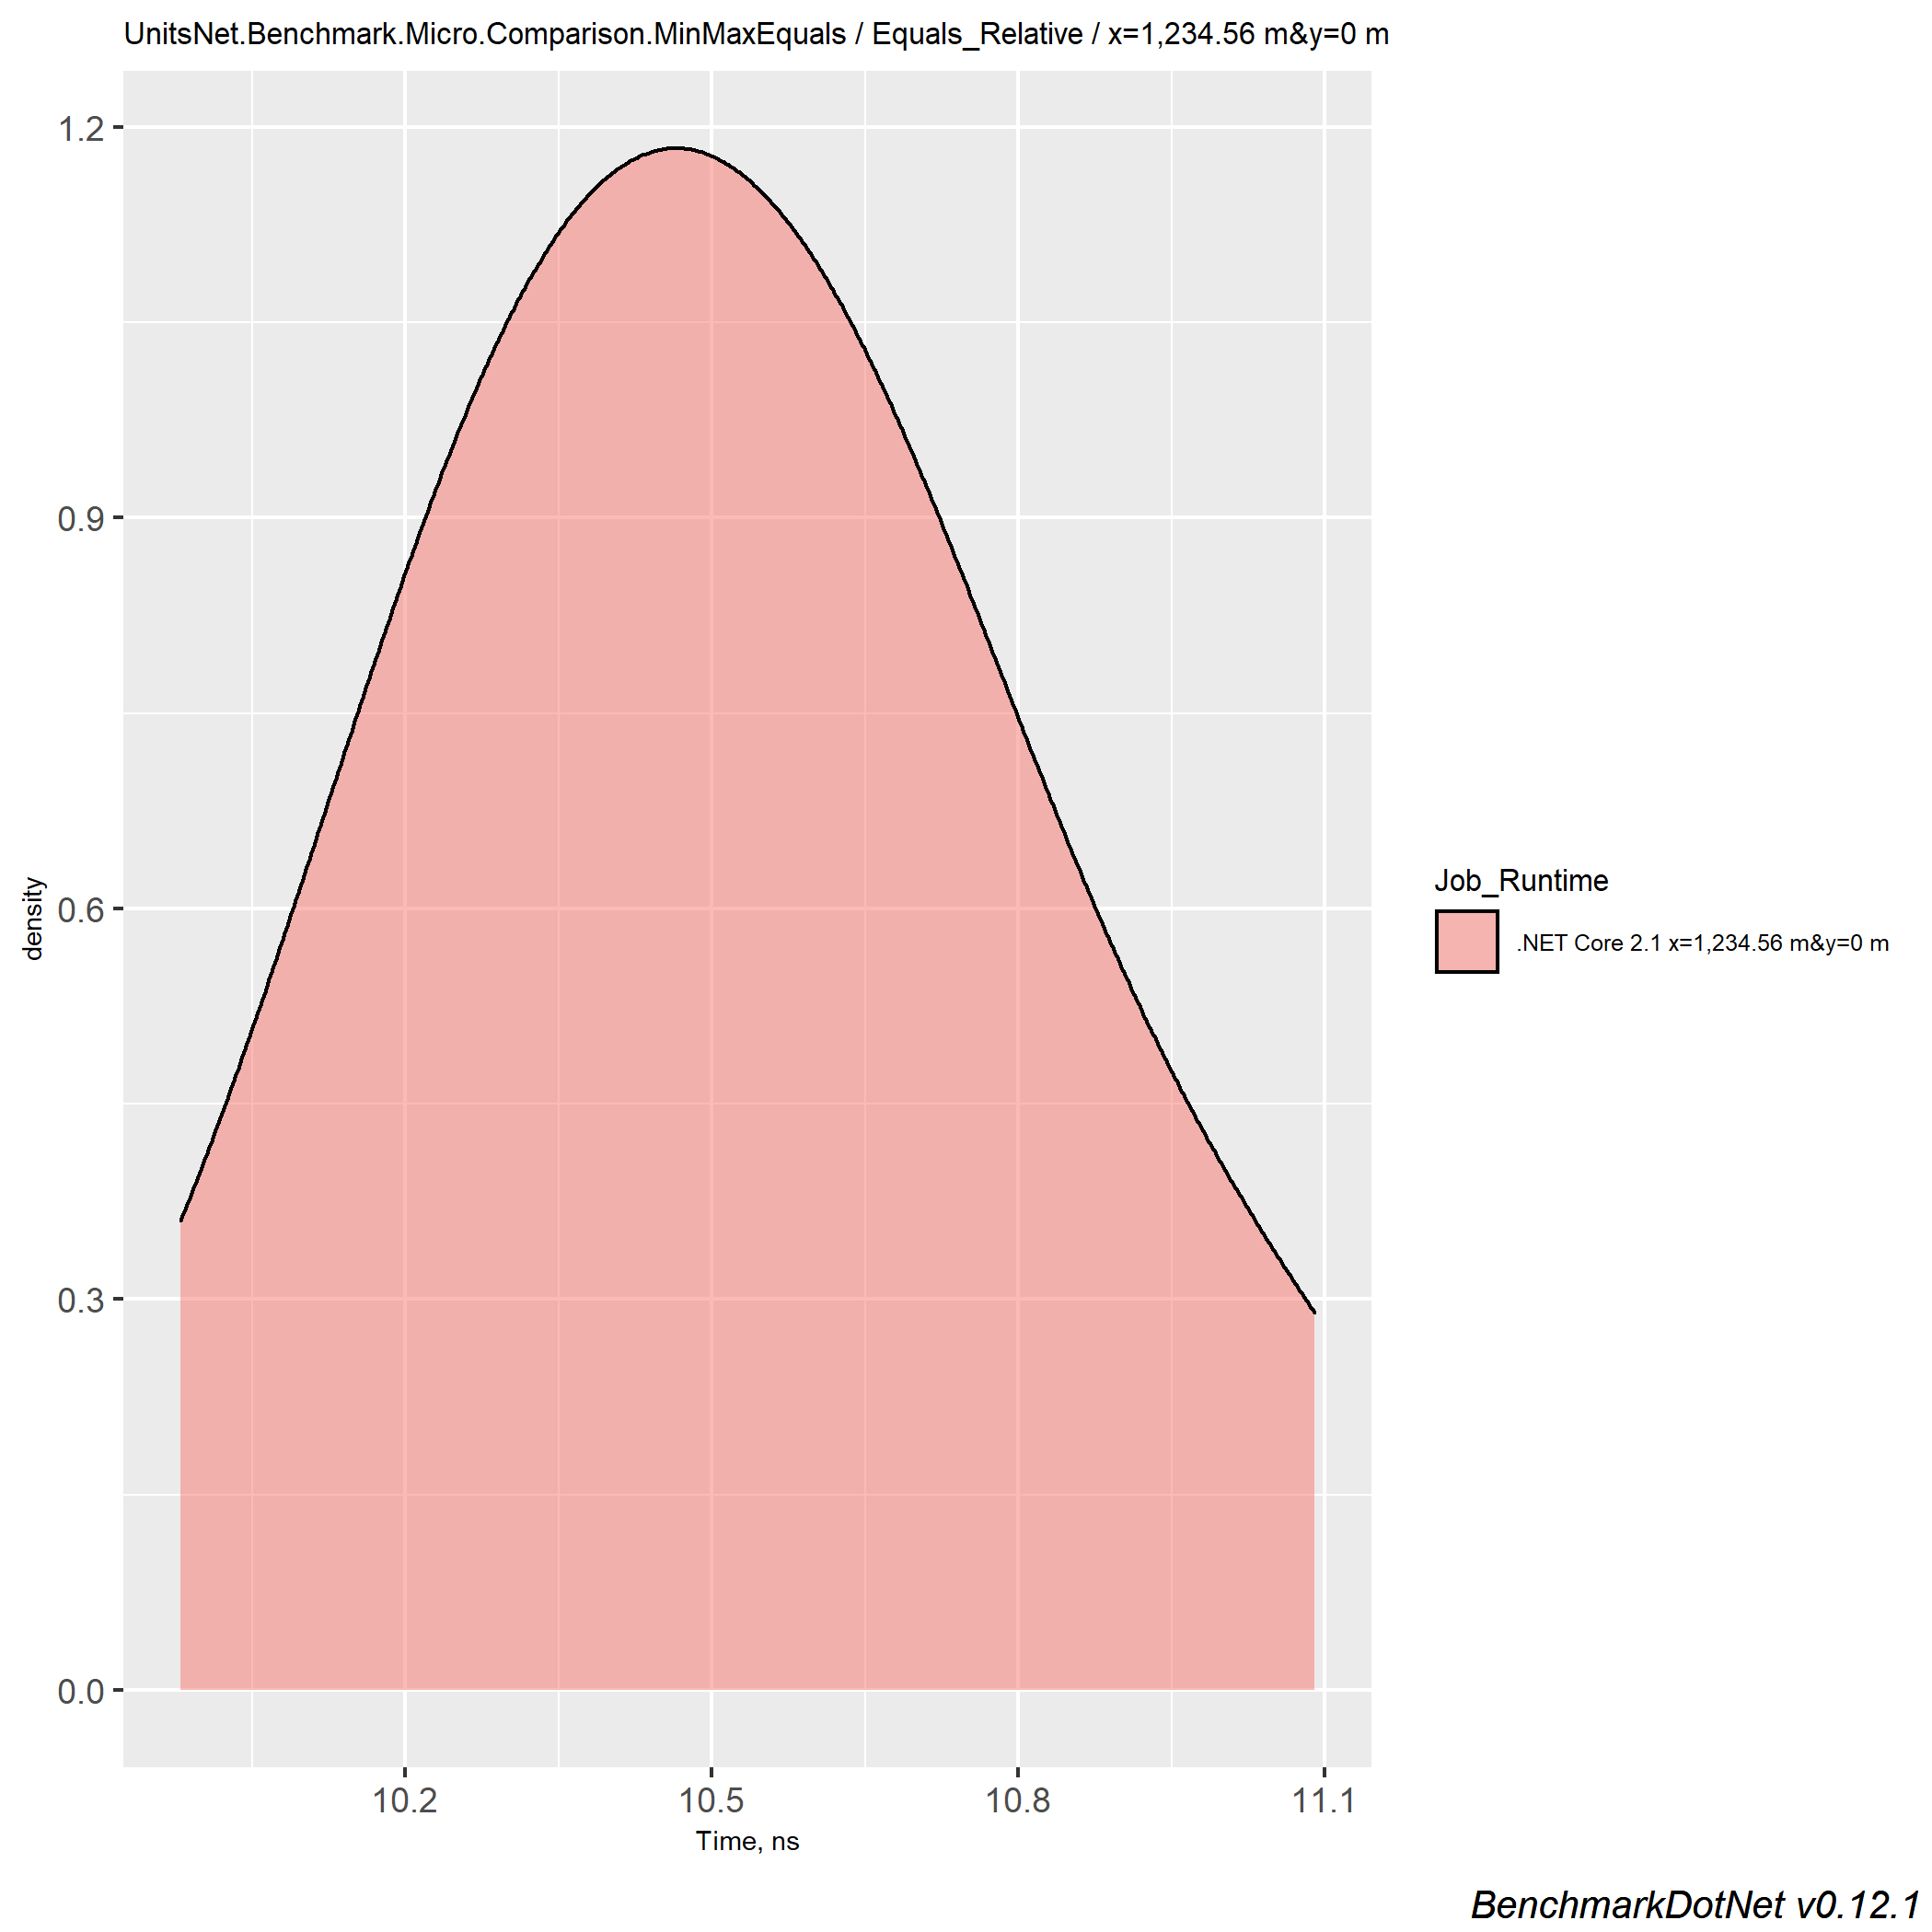 UnitsNet.Benchmark.Micro.Comparison.MinMaxEquals / Equals_Relative / x=1,234.56 m&y=0 m
1.2
0.9
0.6
0.3
0.0
density
10.2 10.5 10.8 11.1
Time, ns
Job_Runtime
.NET Core 2.1 x=1,234.56 m&y=0 m
BenchmarkDotNet v0.12.1